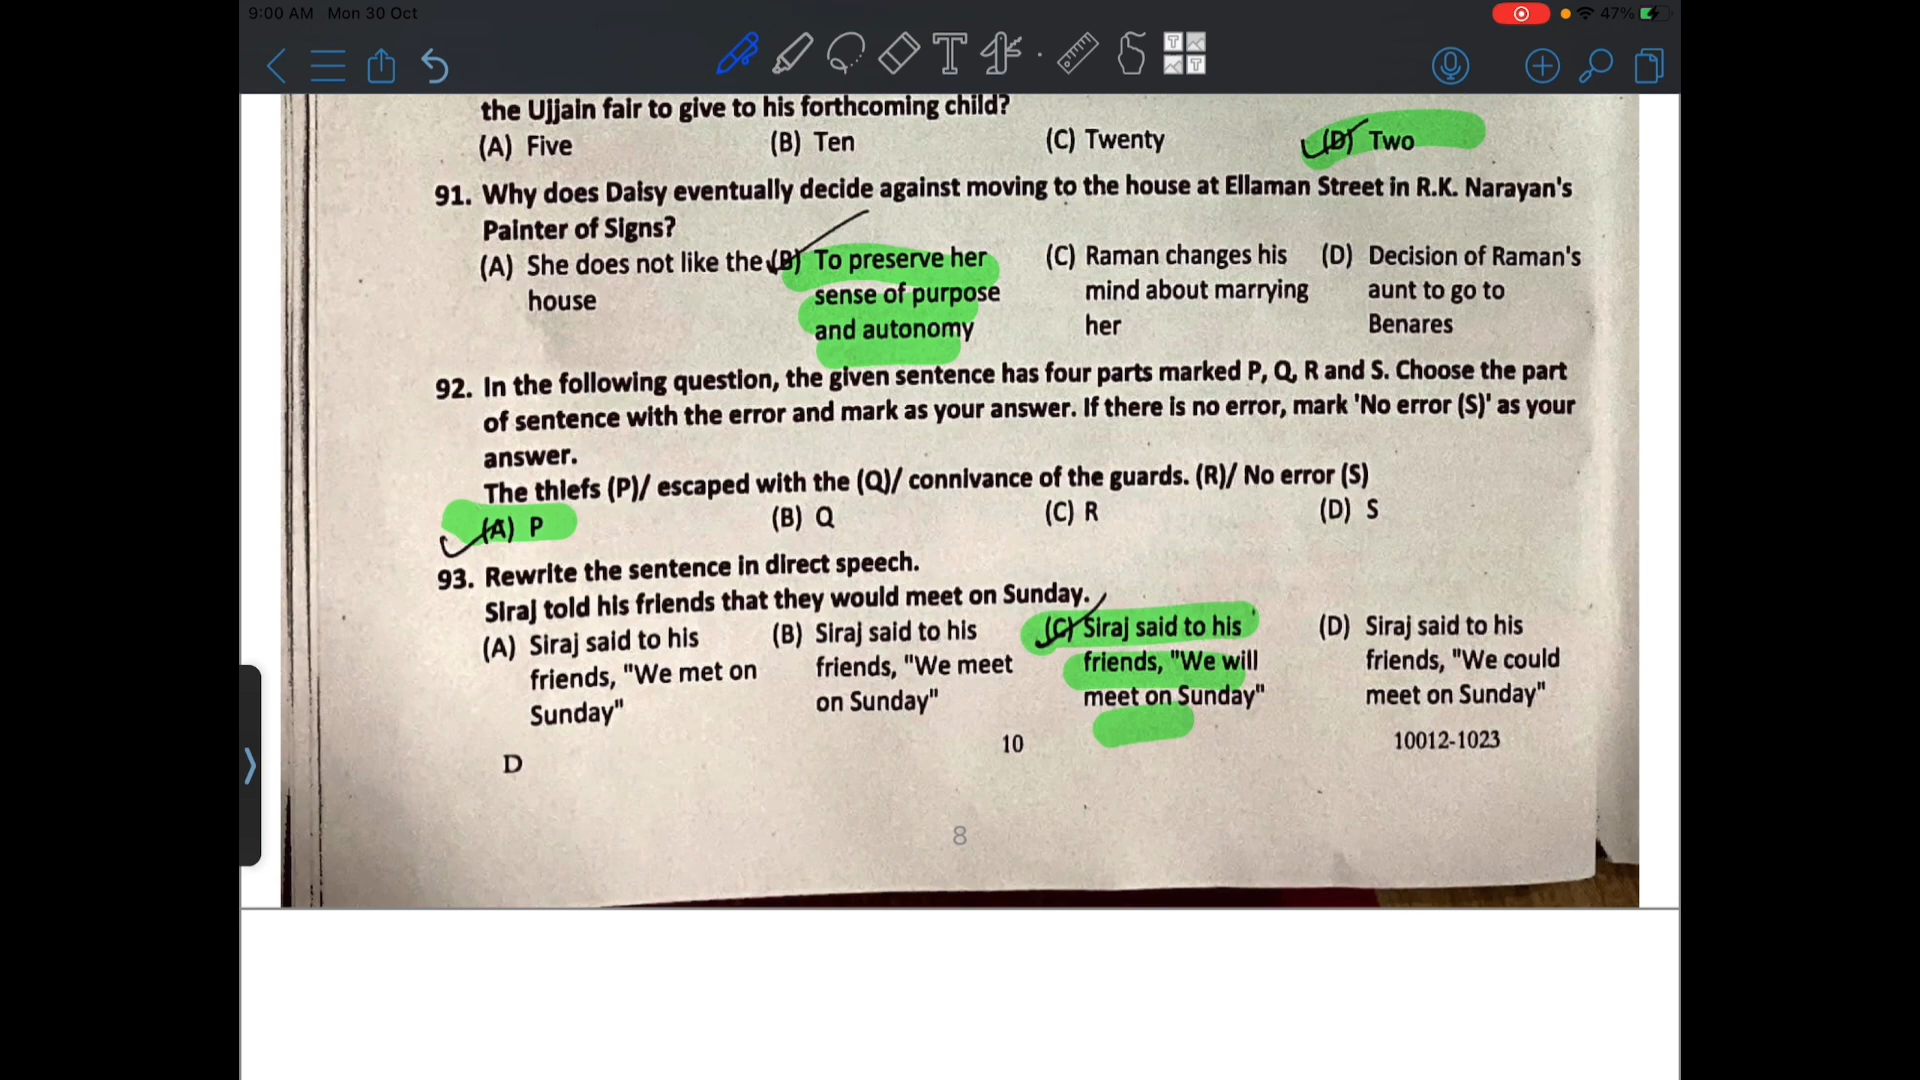 9:00 AM Mon 30 Oct
47%
the Ujjain fair to give to his forthcoming child?
(A) Five (B) Ten (C) Twenty (D) Two
91. Why does Daisy eventually decide against moving to the house at Ellaman Street in R.K. Narayan's
Painter of Signs?
(A) She does not like the (B) To preserve her (C) Raman changes his (D) Decision of Raman's
house sense of purpose mind about marrying aunt to go to
and autonomy her Benares
92. In the following question, the given sentence has four parts marked P, Q, R and S. Choose the part
of sentence with the error and mark as your answer. If there is no error, mark 'No error (S)' as your
answer.
The thiefs (P)/ escaped with the (Q)/ connivance of the guards. (R)/ No error (S)
(A) P (B) Q (C) R (D) S
93. Rewrite the sentence in direct speech.
Siraj told his friends that they would meet on Sunday.
(A) Siraj said to his (B) Siraj said to his (C) Siraj said to his (D) Siraj said to his
friends, "We met on friends, "We meet friends, "We will friends, "We could
Sunday" on Sunday" meet on Sunday" meet on Sunday"
D 10 10012-1023
8